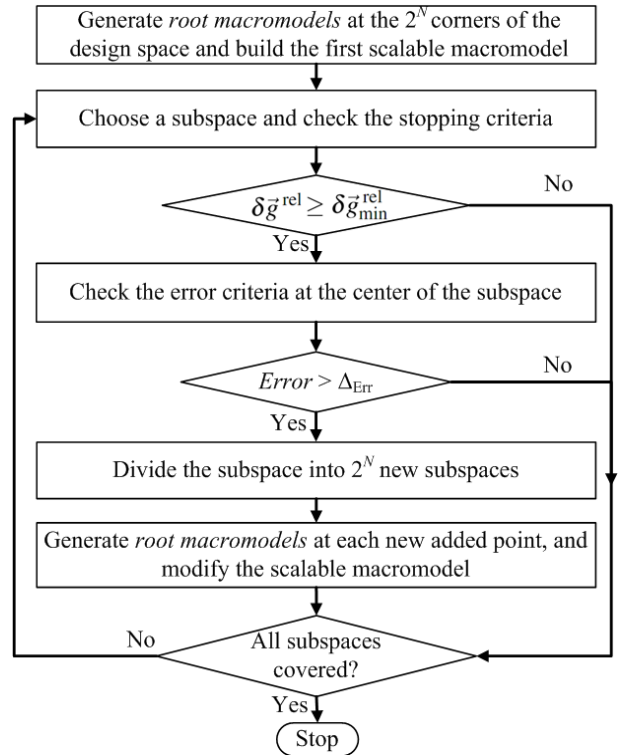 Generate root macromodels at the 2^N corners of the
design space and build the first scalable macromodel
Choose a subspace and check the stopping criteria
No
δg⃗ ^rel ≥ δg⃗_min^rel
Yes
Check the error criteria at the center of the subspace
No
Error > Δ_Err
Yes
Divide the subspace into 2^N new subspaces
Generate root macromodels at each new added point, and
modify the scalable macromodel
No
All subspaces
covered?
Yes
Stop